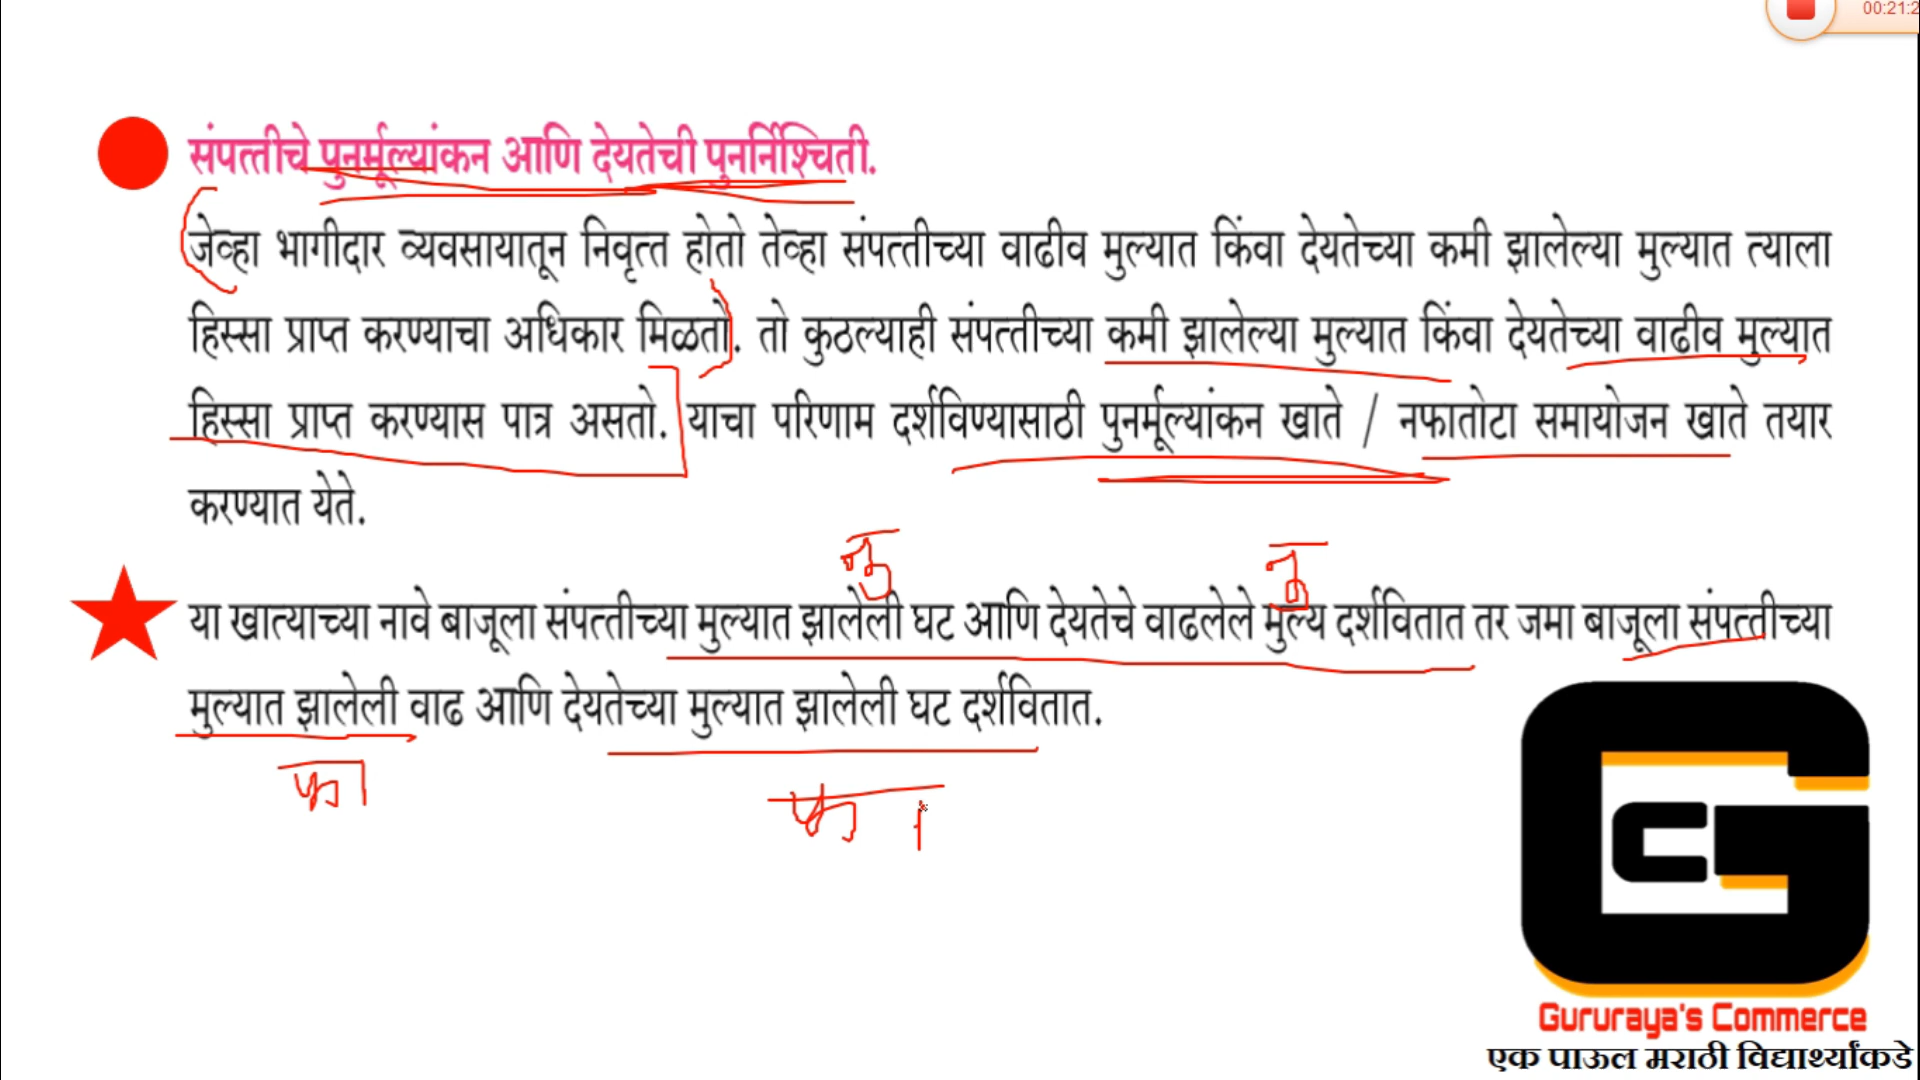 00:21:2
संपत्तीचे पुनर्मूल्यांकन आणि देयतेची पुनर्निश्चिती.
जेव्हा भागीदार व्यवसायातून निवृत्त होतो तेव्हा संपत्तीच्या वाढीव मुल्यात किंवा देयतेच्या कमी झालेल्या मुल्यात त्याला
हिस्सा प्राप्त करण्याचा अधिकार मिळतो. तो कुठल्याही संपत्तीच्या कमी झालेल्या मुल्यात किंवा देयतेच्या वाढीव मुल्यात
हिस्सा प्राप्त करण्यास पात्र असतो. याचा परिणाम दर्शविण्यासाठी पुनर्मूल्यांकन खाते / नफातोटा समायोजन खाते तयार
करण्यात येते.
या खात्याच्या नावे बाजूला संपत्तीच्या मुल्यात झालेली घट आणि देयतेचे वाढलेले मुल्य दर्शवितात तर जमा बाजूला संपत्तीच्या
मुल्यात झालेली वाढ आणि देयतेच्या मुल्यात झालेली घट दर्शवितात.
Gururaya's Commerce
एक पाऊल मराठी विद्यार्थ्यांकडे